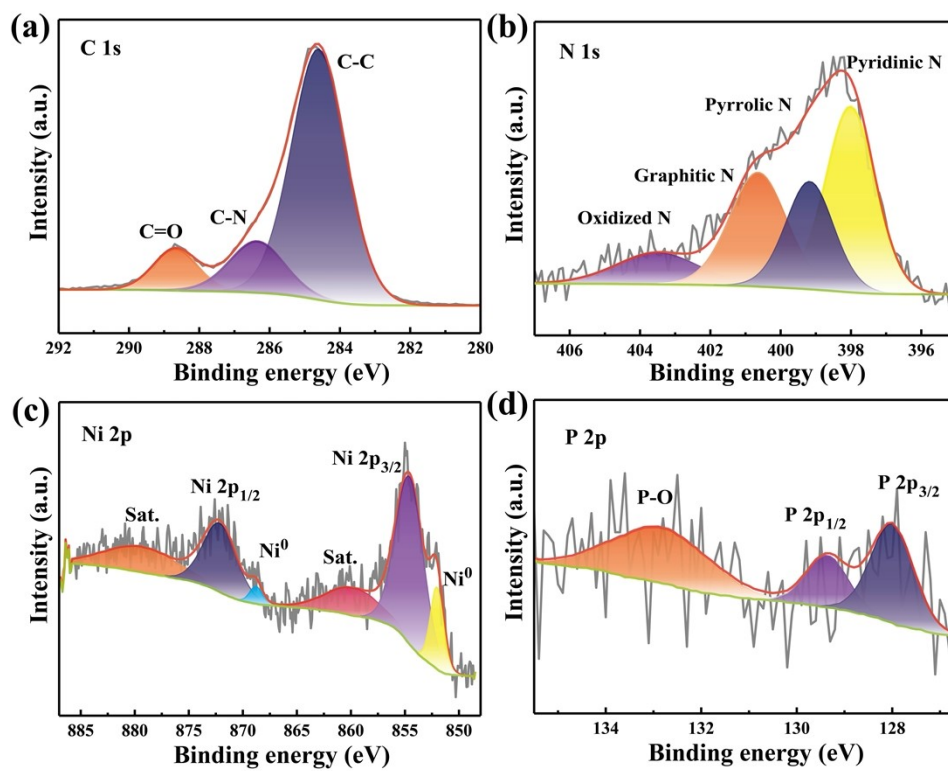 (a)
C 1s
C-C
C-N
C=O
Intensity (a.u.)
292 290 288 286 284 282 280
Binding energy (eV)
(b)
N 1s
Pyridinic N
Pyrrolic N
Graphitic N
Oxidized N
Intensity (a.u.)
406 404 402 400 398 396
Binding energy (eV)
(c)
Ni 2p
Ni 2p3/2
Ni 2p1/2
Sat.
Ni0
Sat.
Ni0
Intensity (a.u.)
885 880 875 870 865 860 855 850
Binding energy (eV)
(d)
P 2p
P-O
P 2p1/2
P 2p3/2
Intensity (a.u.)
134 132 130 128
Binding energy (eV)